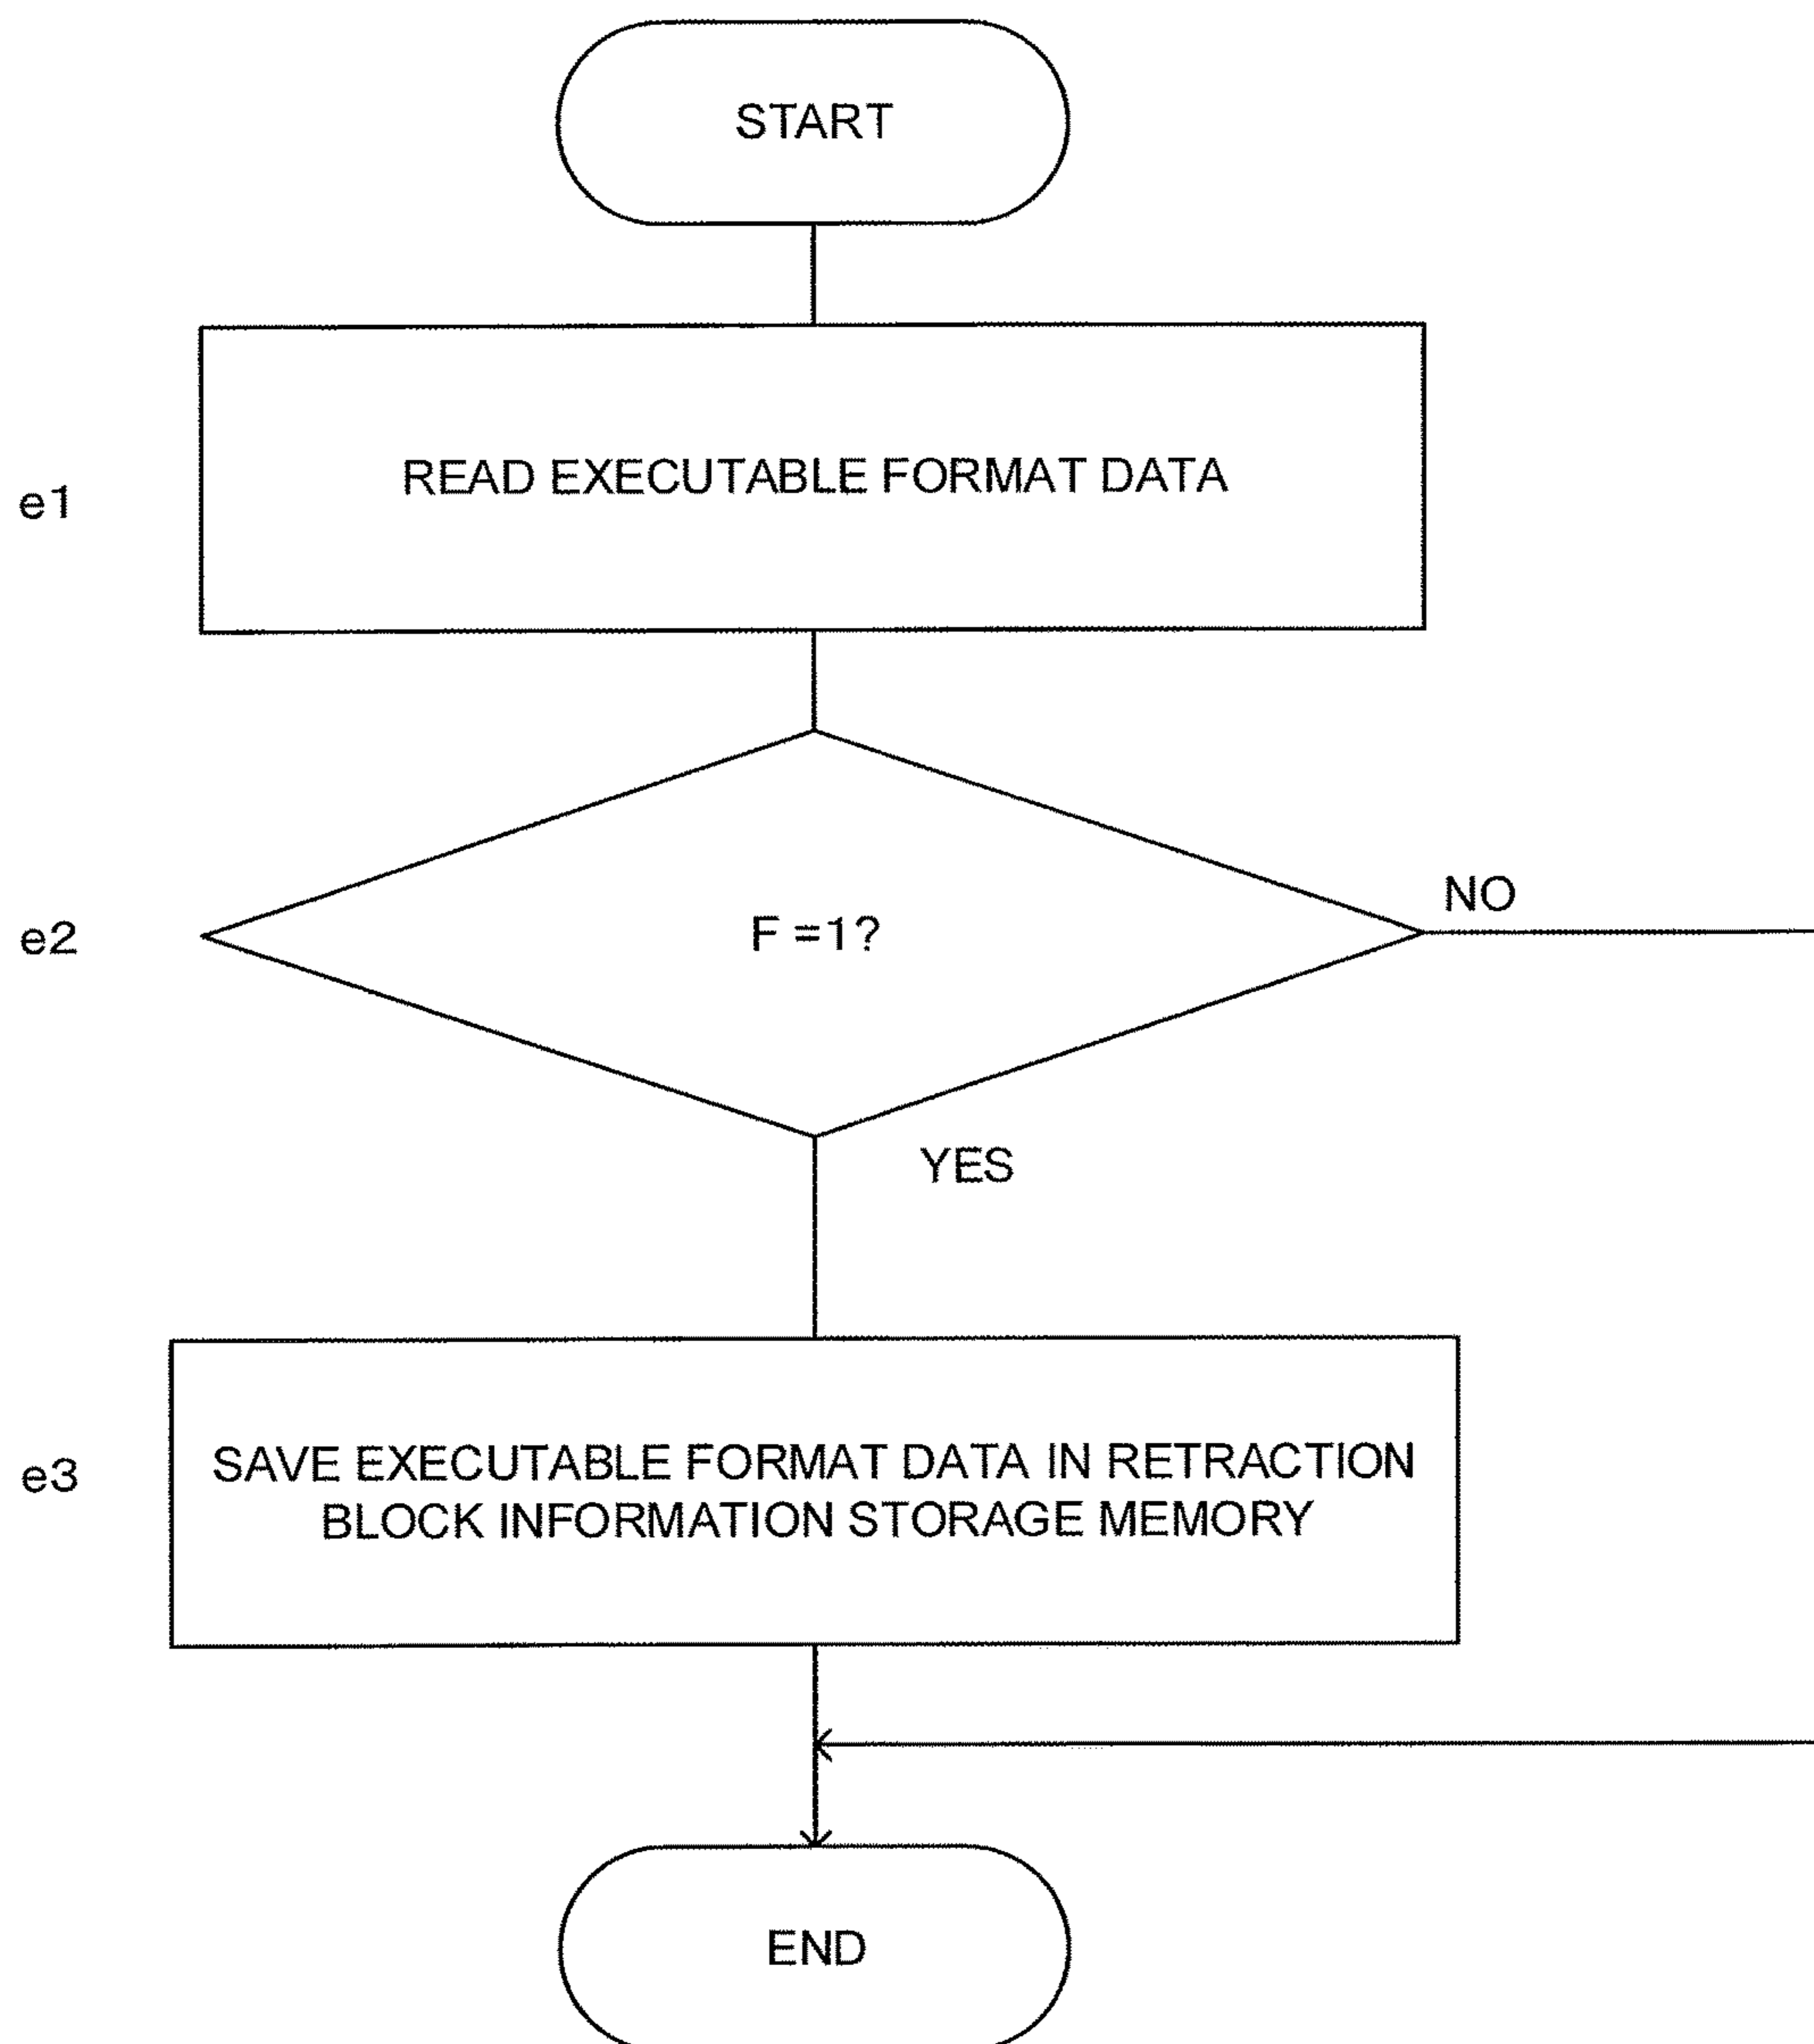 START
e1
READ EXECUTABLE FORMAT DATA
e2
F =1?
NO
YES
e3
SAVE EXECUTABLE FORMAT DATA IN RETRACTION
BLOCK INFORMATION STORAGE MEMORY
END